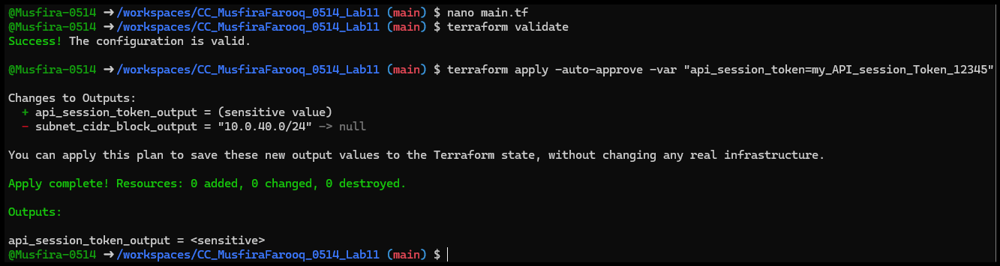 @Musfira-0514 ➜ /workspaces/CC_MusfiraFarooq_0514_Lab11 (main) $ nano main.tf
@Musfira-0514 ➜ /workspaces/CC_MusfiraFarooq_0514_Lab11 (main) $ terraform validate
Success! The configuration is valid.
@Musfira-0514 ➜ /workspaces/CC_MusfiraFarooq_0514_Lab11 (main) $ terraform apply -auto-approve -var "api_session_token=my_API_session_Token_12345"
Changes to Outputs:
+ api_session_token_output = (sensitive value)
- subnet_cidr_block_output = "10.0.40.0/24" -> null
You can apply this plan to save these new output values to the Terraform state, without changing any real infrastructure.
Apply complete! Resources: 0 added, 0 changed, 0 destroyed.
Outputs:
api_session_token_output = <sensitive>
@Musfira-0514 ➜ /workspaces/CC_MusfiraFarooq_0514_Lab11 (main) $